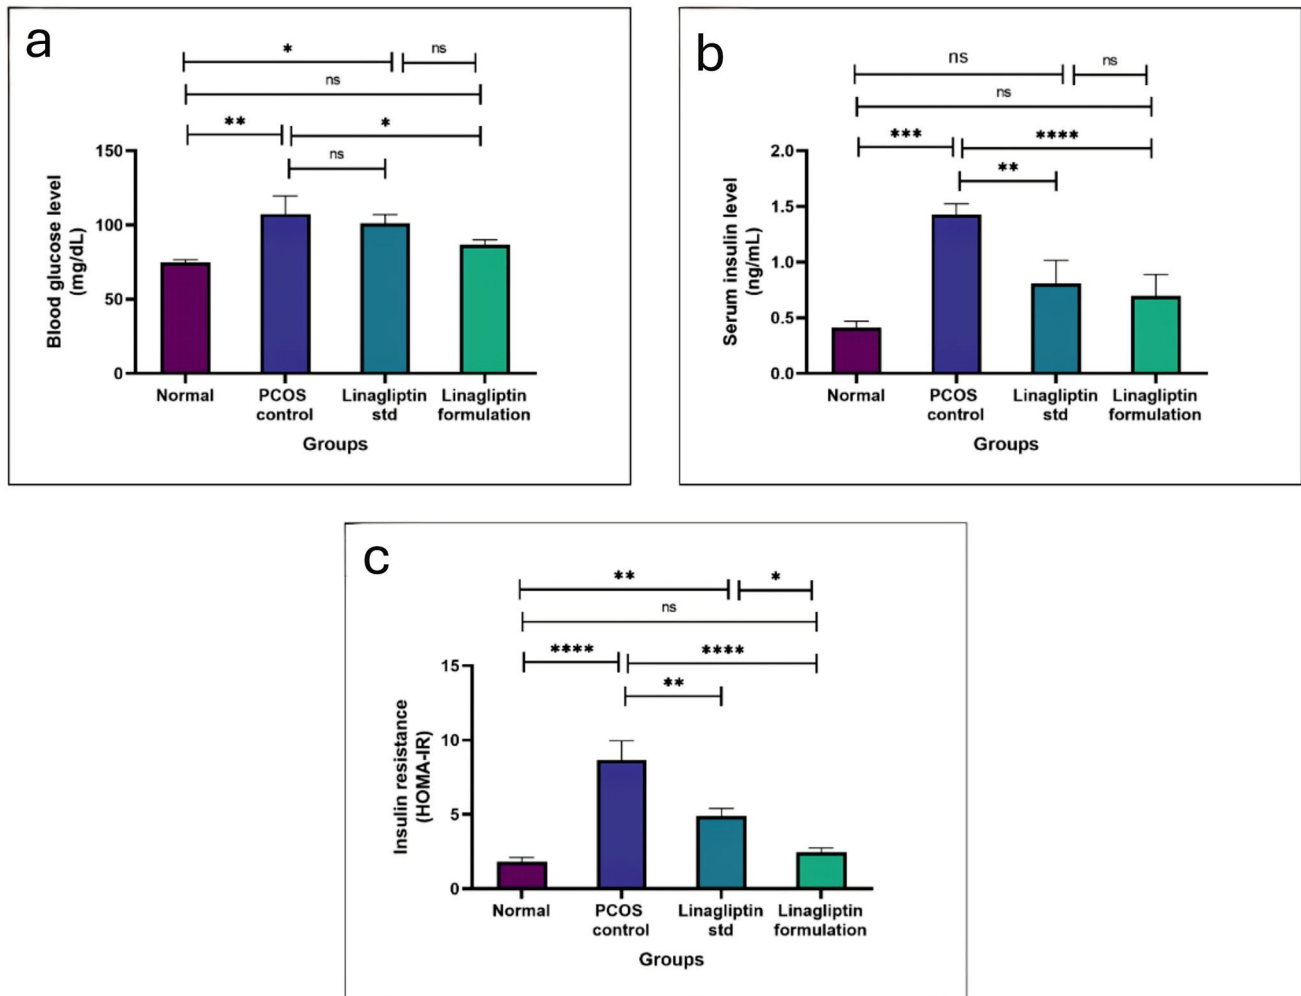 a
*
ns
ns
**
*
ns
Blood glucose level
(mg/dL)
150
100
50
0
Normal
PCOS
control
Linagliptin
std
Linagliptin
formulation
Groups
b
ns
ns
ns
***
****
**
Serum insulin level
(ng/mL)
2.0
1.5
1.0
0.5
0.0
Normal
PCOS
control
Linagliptin
std
Linagliptin
formulation
Groups
c
**
*
ns
****
****
**
Insulin resistance
(HOMA-IR)
15
10
5
0
Normal
PCOS
control
Linagliptin
std
Linagliptin
formulation
Groups